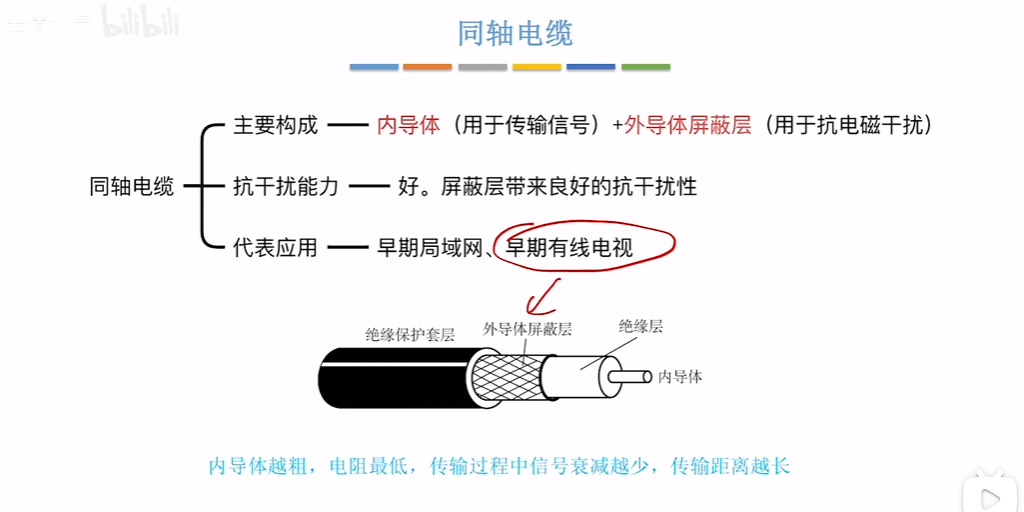 bilibili
同轴电缆
主要构成 内导体（用于传输信号）+外导体屏蔽层（用于抗电磁干扰）
同轴电缆 抗干扰能力 好。屏蔽层带来良好的抗干扰性
代表应用 早期局域网、早期有线电视
绝缘保护套层 外导体屏蔽层 绝缘层
内导体
内导体越粗，电阻最低，传输过程中信号衰减越少，传输距离越长